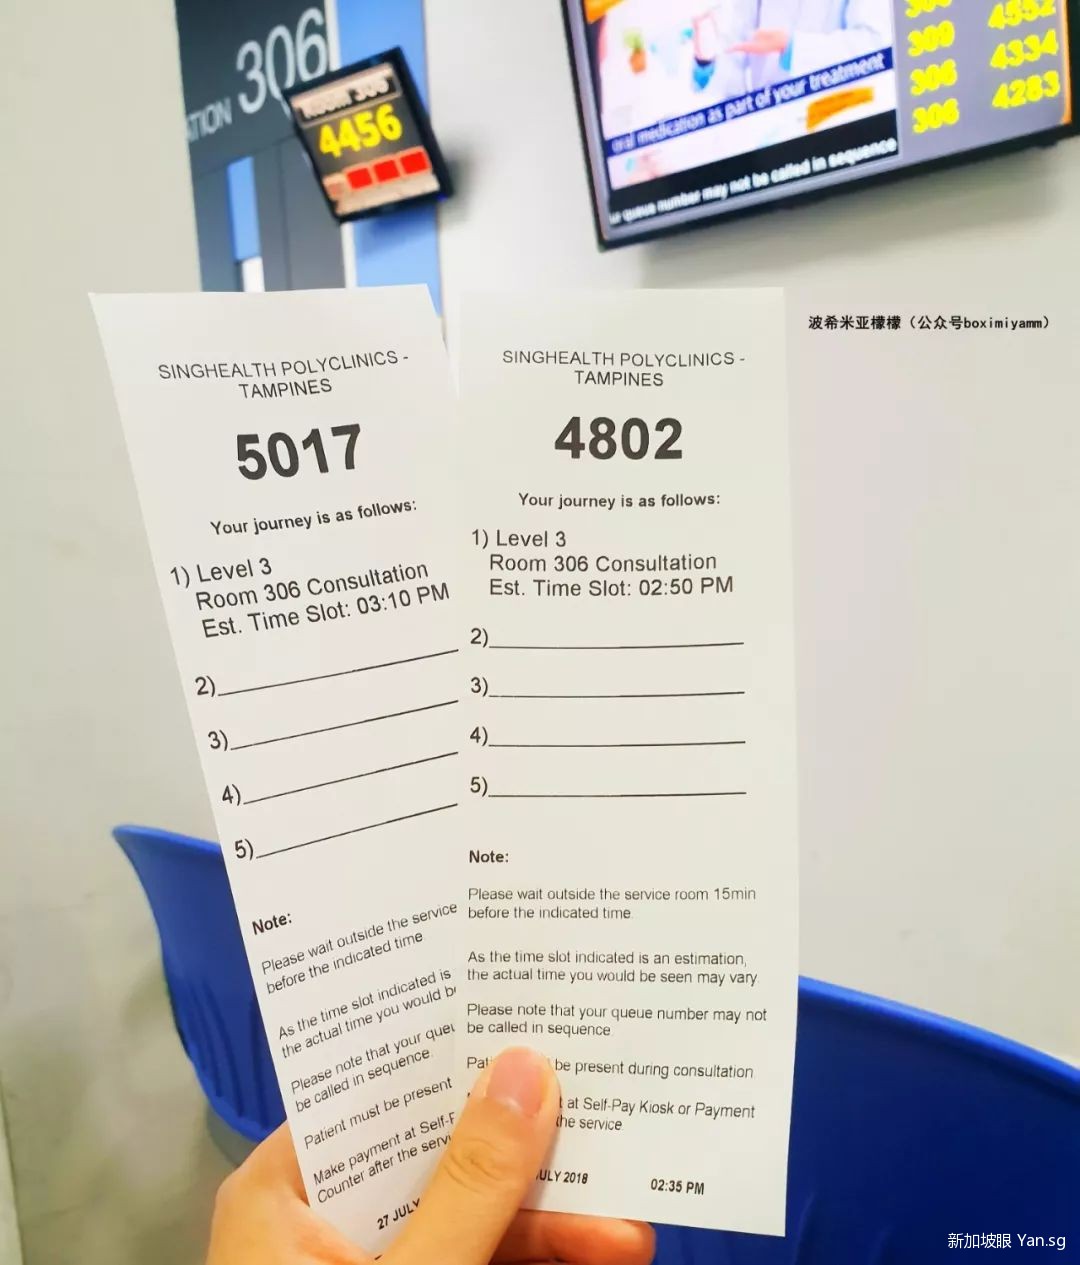 306
TION
ROOM 306
4456
4552
309 4334
306 4283
306
oral medication as part of your treatment
queue number may not be called in sequence
波希米亚檬檬（公众号boximiyamm）
SINGHEALTH POLYCLINICS -
TAMPINES
5017
Your journey is as follows:
1) Level 3
Room 306 Consultation
Est. Time Slot: 03:10 PM
2)
3)
4)
5)
Note:
Please wait outside the service
before the indicated time.
As the time slot indicated is
the actual time you would
Please note that your
be called in sequence.
Patient must be present
Make payment at
Counter after the
27 JULY
SINGHEALTH POLYCLINICS -
TAMPINES
4802
Your journey is as follows:
1) Level 3
Room 306 Consultation
Est. Time Slot: 02:50 PM
2)
3)
4)
5)
Note:
Please wait outside the service room 15min
before the indicated time.
As the time slot indicated is an estimation,
the actual time you would be seen may vary
Please note that your queue number may not
be called in sequence.
be present during consultation
at Self-Pay Kiosk or Payment
the service
JULY 2018 02:35 PM
新加坡眼 Yan.sg